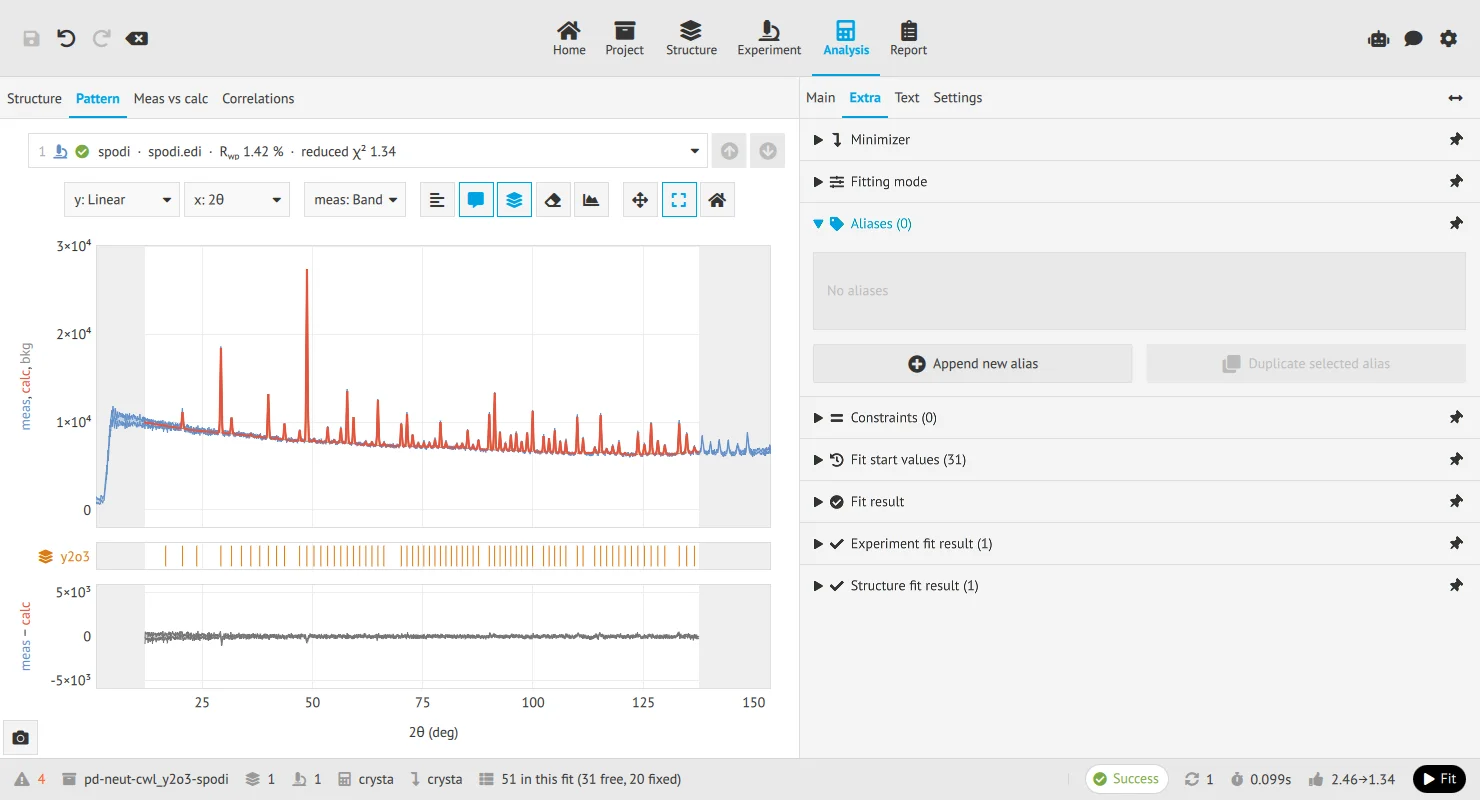 Home
Project
Structure
Experiment
Analysis
Report
Structure
Pattern
Meas vs calc
Correlations
Main
Extra
Text
Settings
1 spodi · spodi.edi · Rwp 1.42 % · reduced χ² 1.34
y: Linear
x: 2θ
meas: Band
3×10⁴
2×10⁴
1×10⁴
0
meas, calc, bkg
y2o3
5×10³
0
-5×10³
meas − calc
25
50
75
100
125
150
2θ (deg)
Minimizer
Fitting mode
Aliases (0)
No aliases
Append new alias
Duplicate selected alias
Constraints (0)
Fit start values (31)
Fit result
Experiment fit result (1)
Structure fit result (1)
4
pd-neut-cwl_y2o3-spodi
1
1
crysta
crysta
51 in this fit (31 free, 20 fixed)
Success
1
0.099s
2.46→1.34
Fit